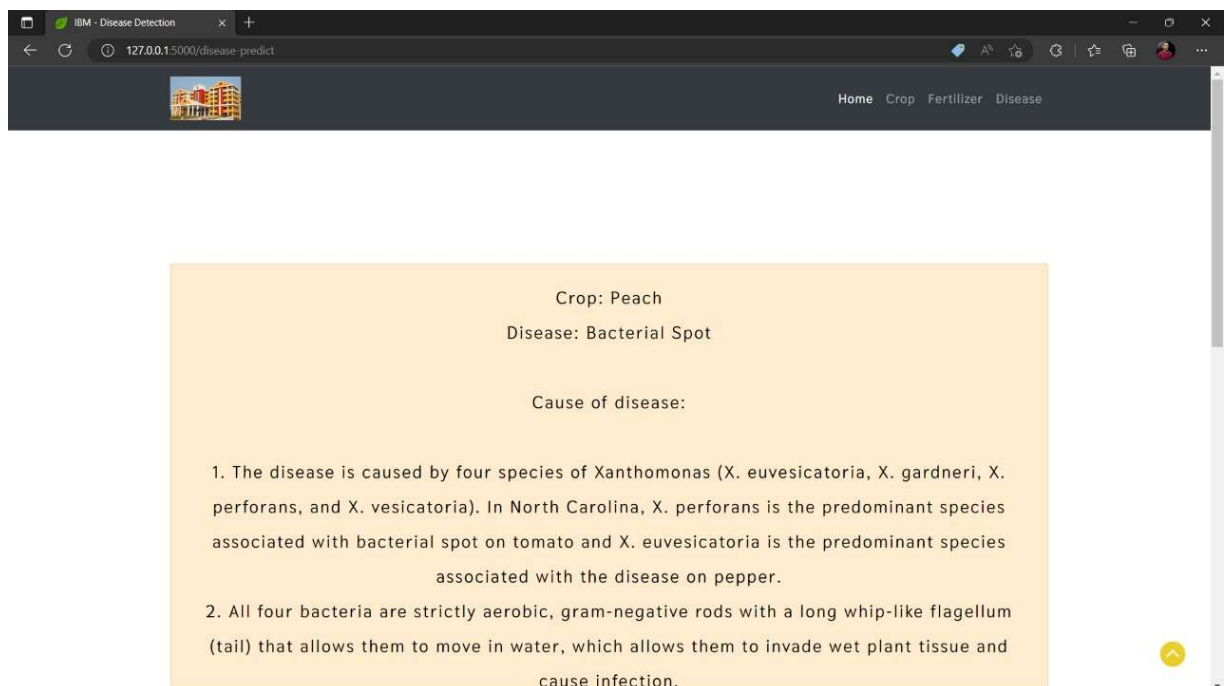 IBM - Disease Detection
127.0.0.1:5000/disease-predict
Home Crop Fertilizer Disease
Crop: Peach
Disease: Bacterial Spot
Cause of disease:
1. The disease is caused by four species of Xanthomonas (X. euvesicatoria, X. gardneri, X.
perforans, and X. vesicatoria). In North Carolina, X. perforans is the predominant species
associated with bacterial spot on tomato and X. euvesicatoria is the predominant species
associated with the disease on pepper.
2. All four bacteria are strictly aerobic, gram-negative rods with a long whip-like flagellum
(tail) that allows them to move in water, which allows them to invade wet plant tissue and
cause infection.